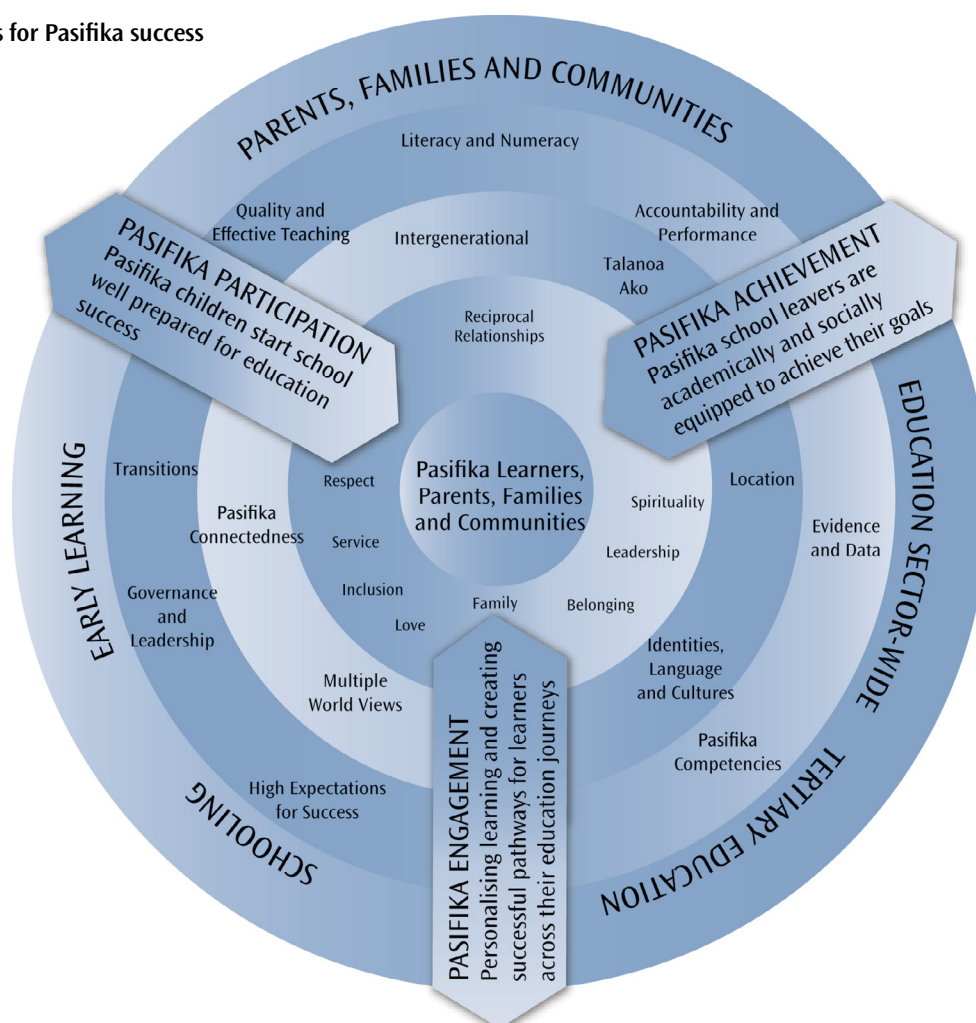 s for Pasifika success
PARENTS, FAMILIES AND COMMUNITIES
Literacy and Numeracy
Quality and
Effective Teaching
Accountability and
Performance
Intergenerational
Talanoa
Ako
PASIFIKA PARTICIPATION
Pasifika children start school
well prepared for education
success
PASIFIKA ACHIEVEMENT
Pasifika school leavers are
academically and socially
equipped to achieve their goals
Reciprocal
Relationships
EARLY LEARNING
EDUCATION SECTOR-WIDE
Transitions
Respect
Pasifika Learners,
Parents, Families
and Communities
Spirituality
Location
Pasifika
Connectedness
Service
Leadership
Evidence
and Data
Governance
and
Leadership
Inclusion
Love
Family
Belonging
Identities,
Language
and Cultures
Multiple
World Views
Pasifika
Competencies
High Expectations
for Success
SCHOOLING
TERTIARY EDUCATION
PASIFIKA ENGAGEMENT
Personalising learning and creating
successful pathways for learners
across their education journeys